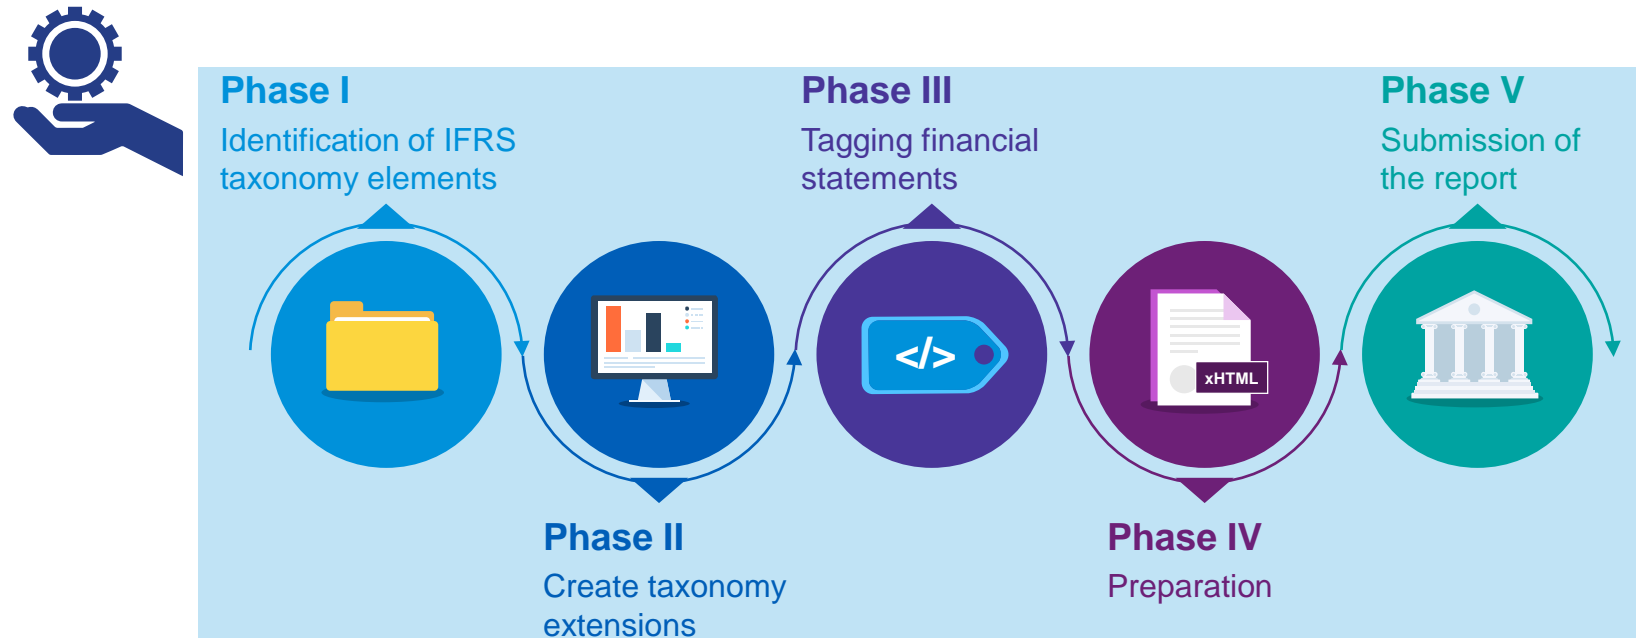 Phase I
Identification of IFRS
taxonomy elements
Phase II
Create taxonomy
extensions
Phase III
Tagging financial
statements
</>
Phase IV
Preparation
xHTML
Phase V
Submission of
the report